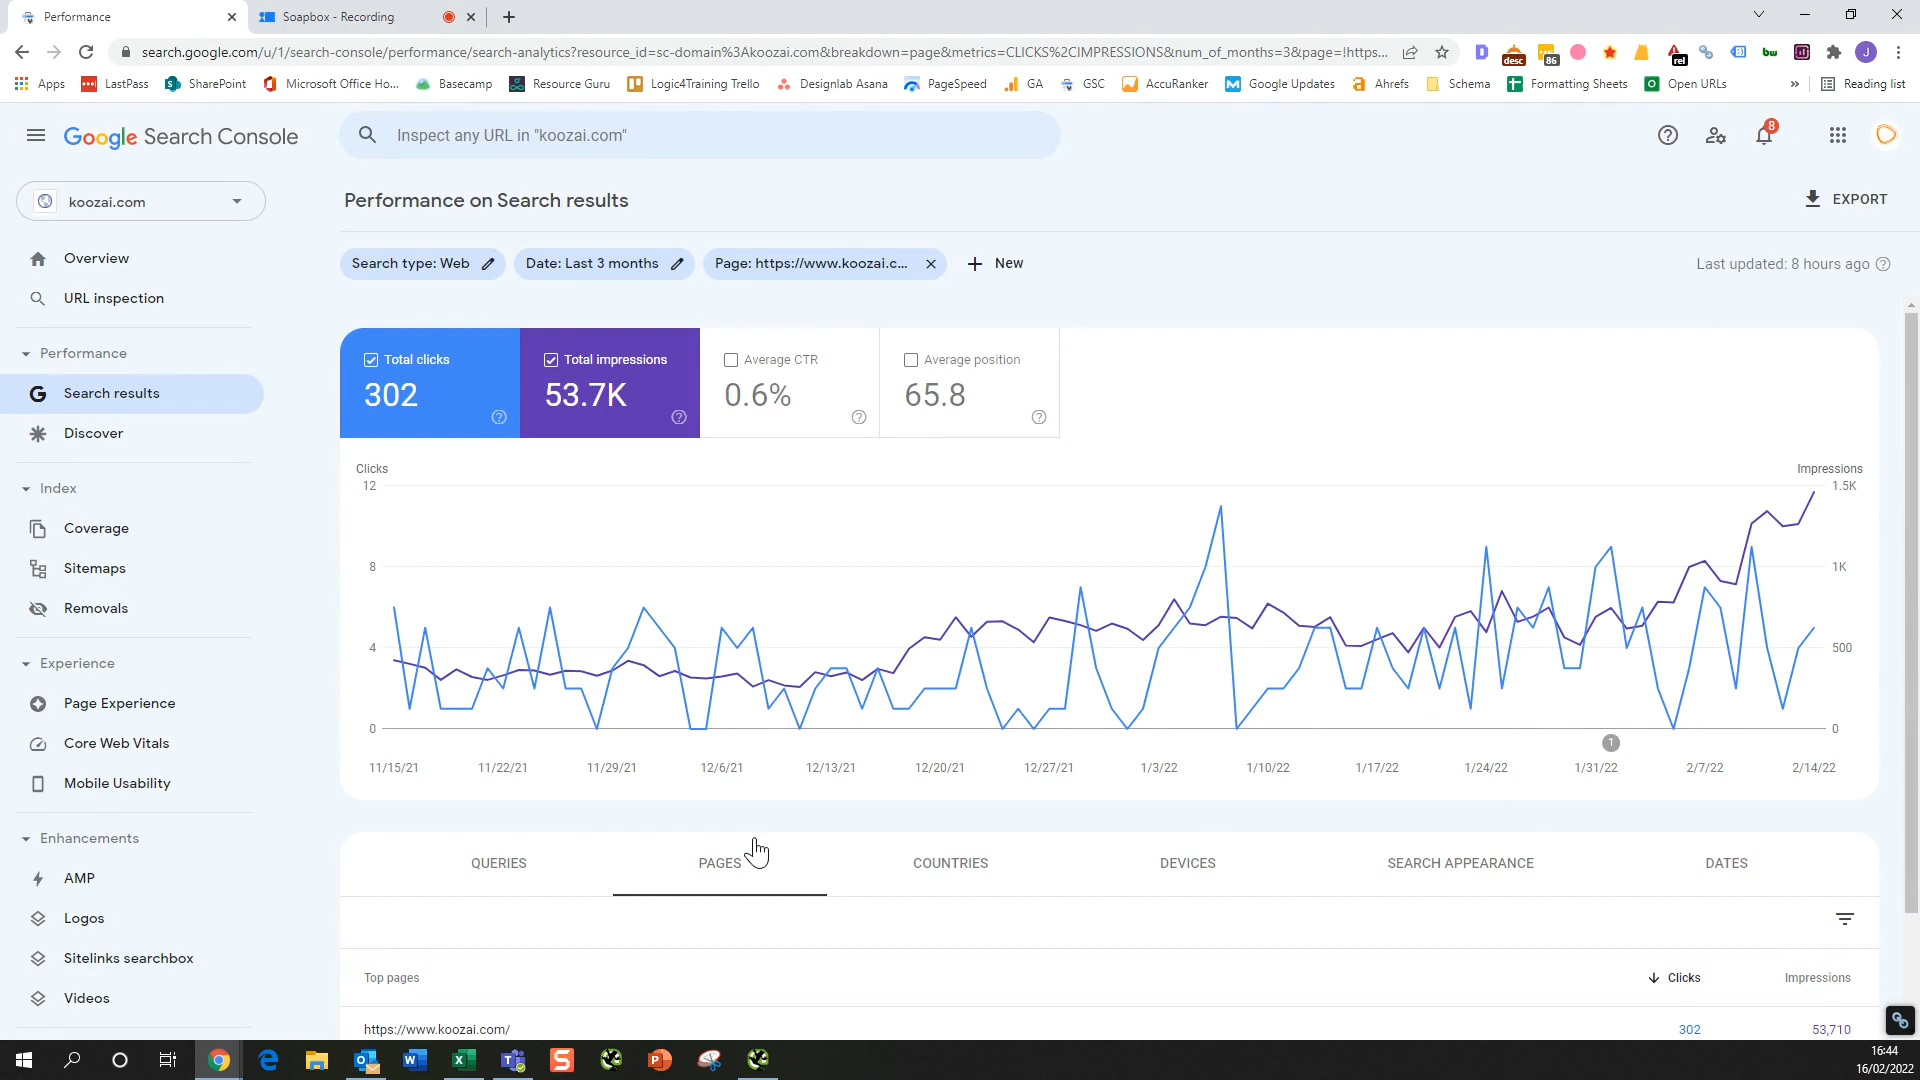 Performance
Soapbox - Recording
search.google.com/u/1/search-console/performance/search-analytics?resource_id=sc-domain%3Akoozai.com&breakdown=page&metrics=CLICKS%2CIMPRESSIONS&num_of_months=3&page=!https...
desc
86
rel
bw
J
Apps
LastPass
SharePoint
Microsoft Office Ho...
Basecamp
Resource Guru
Logic4Training Trello
Designlab Asana
PageSpeed
GA
GSC
AccuRanker
Google Updates
Ahrefs
Schema
Formatting Sheets
Open URLs
»
Reading list
Google Search Console
Inspect any URL in "koozai.com"
8
koozai.com
Performance on Search results
EXPORT
Overview
URL inspection
Performance
Search results
Discover
Index
Coverage
Sitemaps
Removals
Experience
Page Experience
Core Web Vitals
Mobile Usability
Enhancements
AMP
Logos
Sitelinks searchbox
Videos
Search type: Web
Date: Last 3 months
Page: https://www.koozai.c...
New
Last updated: 8 hours ago
Total clicks
302
Total impressions
53.7K
Average CTR
0.6%
Average position
65.8
Clicks
Impressions
12
8
4
0
1.5K
1K
500
0
1
11/15/21
11/22/21
11/29/21
12/6/21
12/13/21
12/20/21
12/27/21
1/3/22
1/10/22
1/17/22
1/24/22
1/31/22
2/7/22
2/14/22
QUERIES
PAGES
COUNTRIES
DEVICES
SEARCH APPEARANCE
DATES
Top pages
Clicks
Impressions
https://www.koozai.com/
302
53,710
16:44
16/02/2022